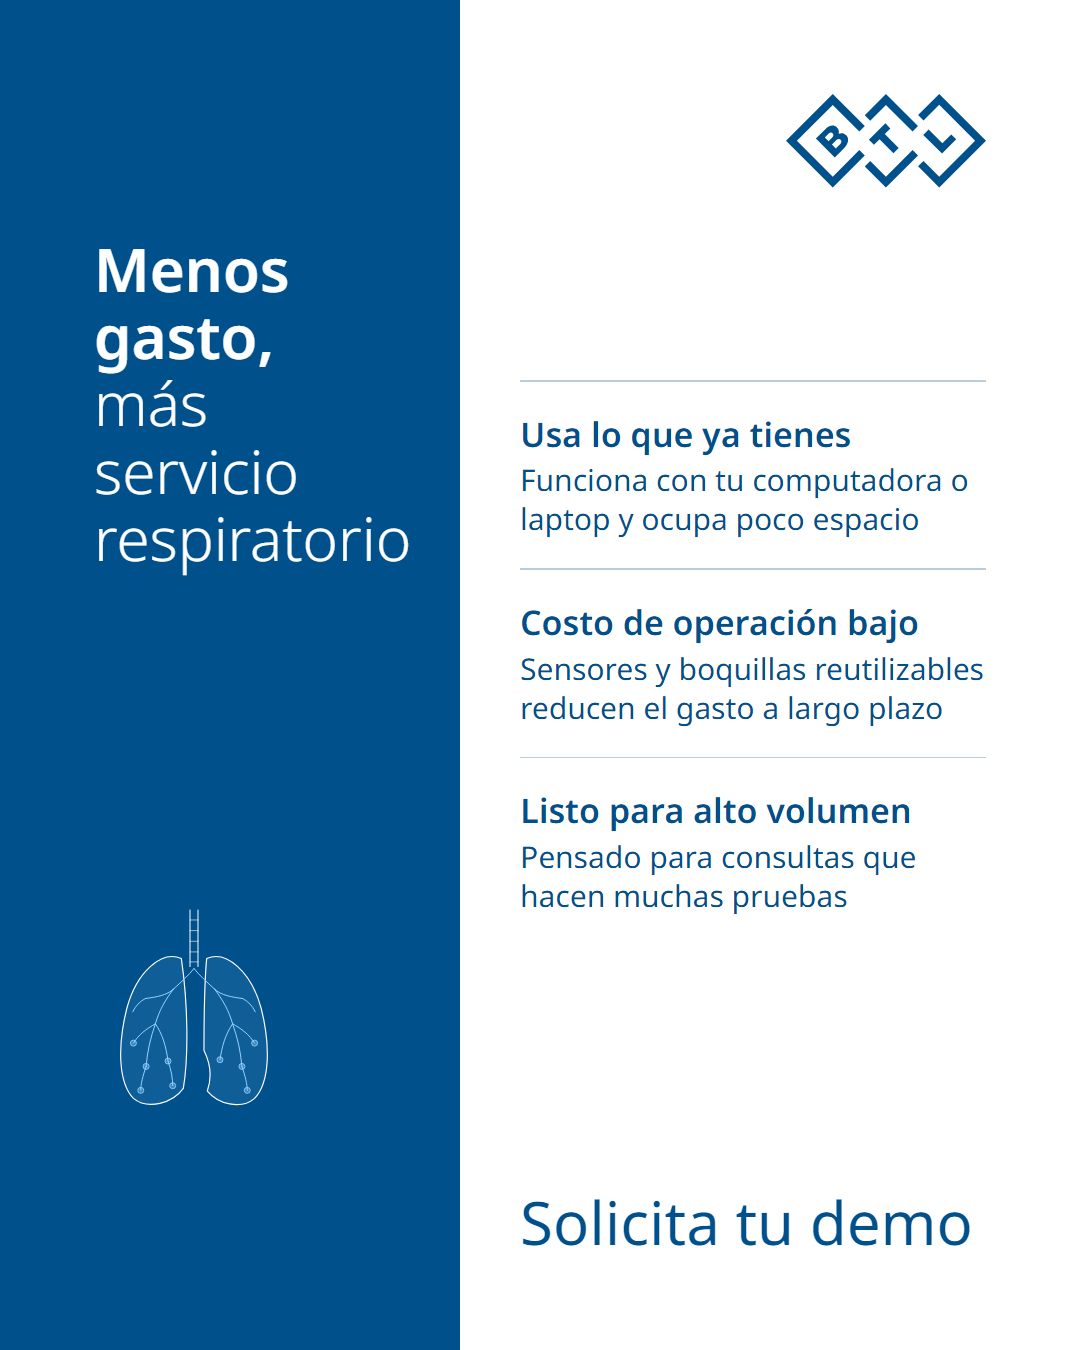 Menos
gasto,
más
servicio
respiratorio
BTL
Usa lo que ya tienes
Funciona con tu computadora o
laptop y ocupa poco espacio
Costo de operación bajo
Sensores y boquillas reutilizables
reducen el gasto a largo plazo
Listo para alto volumen
Pensado para consultas que
hacen muchas pruebas
Solicita tu demo